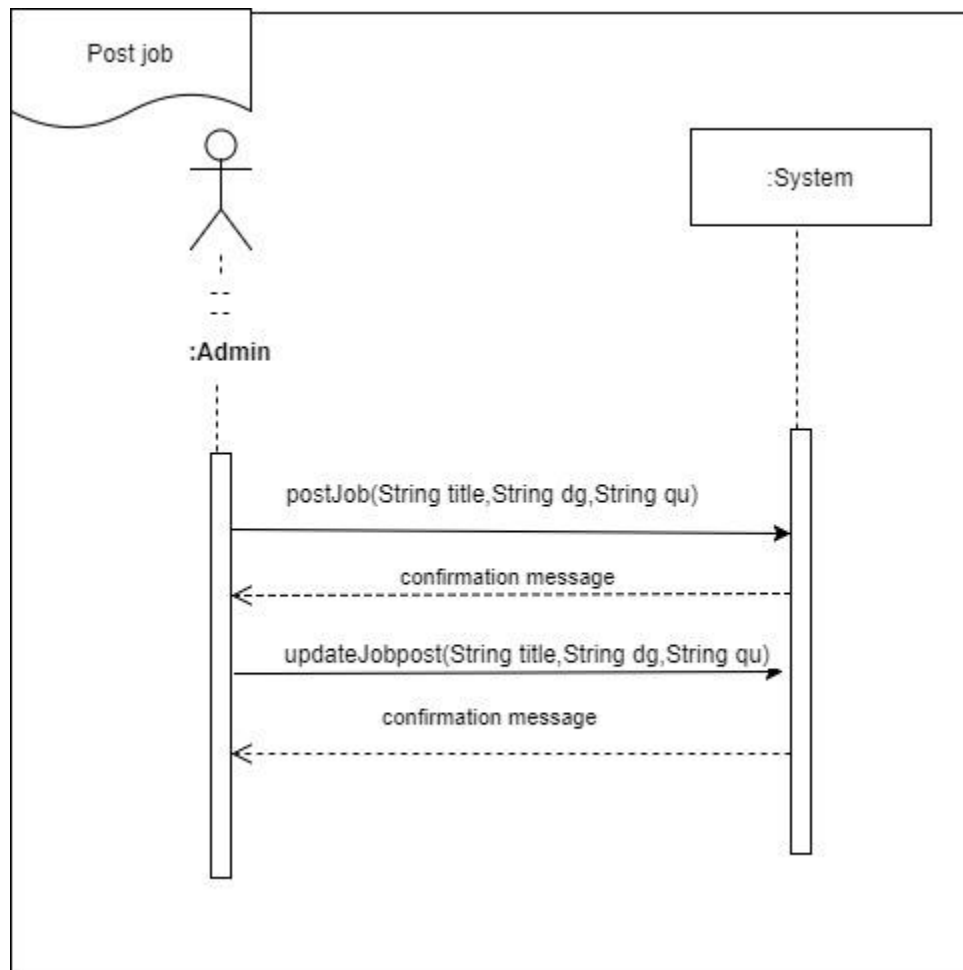 Post job
:System
:Admin
postJob(String title,String dg,String qu)
confirmation message
updateJobpost(String title,String dg,String qu)
confirmation message